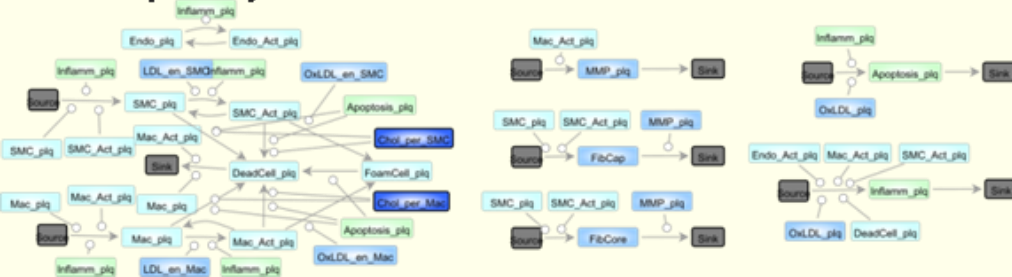 Inflamm_plq
Endo_plq
Endo_Act_plq
Inflamm_plq
LDL_en_SMC
Inflamm_plq
OxLDL_en_SMC
Source
SMC_plq
SMC_Act_plq
Apoptosis_plq
SMC_plq
SMC_Act_plq
Mac_Act_plq
Chol_per_SMC
Sink
DeadCell_plq
FoamCell_plq
Mac_plq
Mac_Act_plq
Mac_plq
Chol_per_Mac
Source
Mac_plq
Mac_Act_plq
Apoptosis_plq
OxLDL_en_Mac
Inflamm_plq
LDL_en_Mac
Inflamm_plq
Mac_Act_plq
Source
MMP_plq
Sink
SMC_plq
SMC_Act_plq
MMP_plq
Source
FibCap
Sink
SMC_plq
SMC_Act_plq
MMP_plq
Source
FibCore
Sink
Inflamm_plq
Source
Apoptosis_plq
Sink
OxLDL_plq
Endo_Act_plq
Mac_Act_plq
SMC_Act_plq
Source
Inflamm_plq
Sink
OxLDL_plq
DeadCell_plq